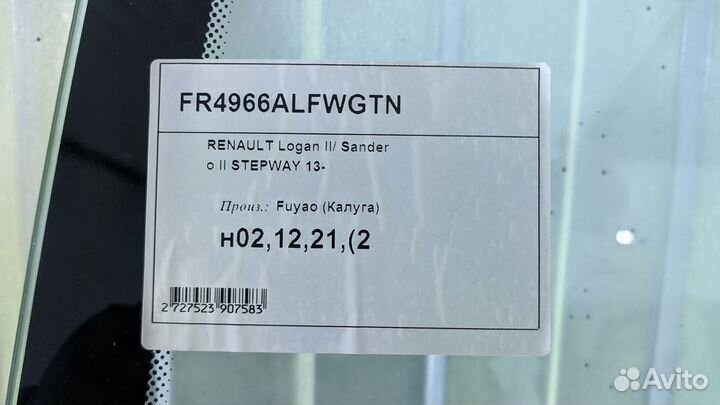 FR4966ALFWGTN
RENAULT Logan II/ Sander
o II STEPWAY 13-
Произ.: Fuyao (Калуга)
н02,12,21,(2
2 727523 907583
Avito